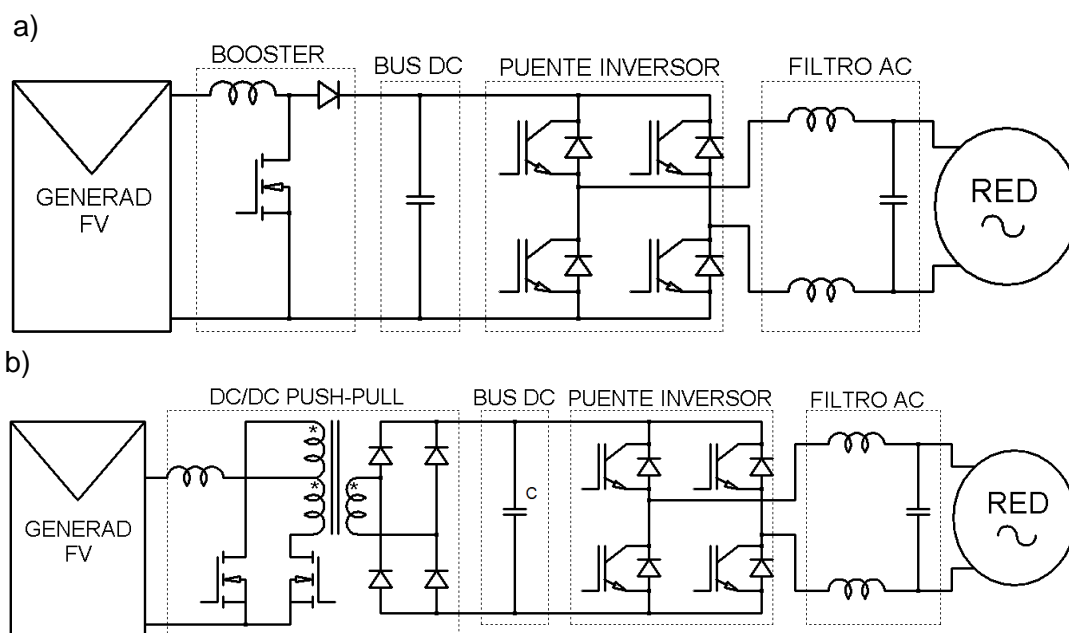 a)
BOOSTER
BUS DC
PUENTE INVERSOR
FILTRO AC
GENERAD
FV
RED
b)
DC/DC PUSH-PULL
BUS DC
PUENTE INVERSOR
FILTRO AC
* 
*
*
C
GENERAD
FV
RED